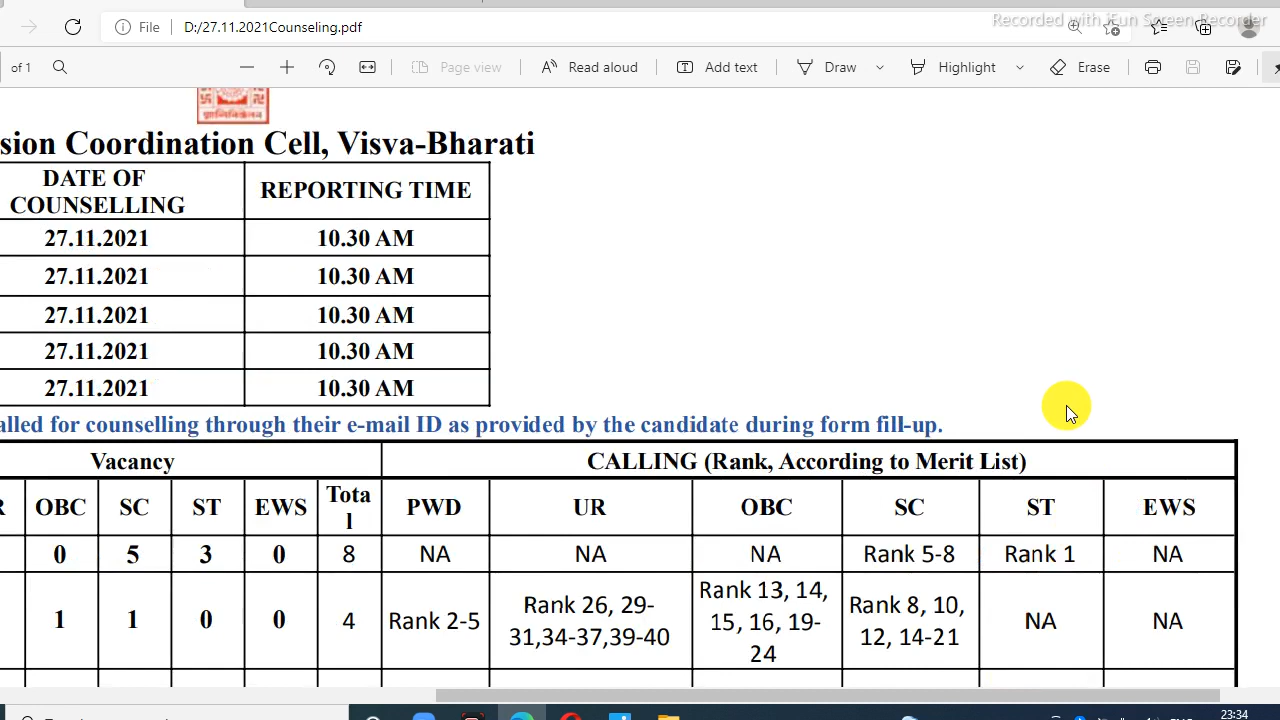 Recorded with iFun Screen Recorder
File D:/27.11.2021Counseling.pdf
of 1 Page view Read aloud Add text Draw Highlight Erase
sion Coordination Cell, Visva-Bharati
DATE OF
COUNSELLING
REPORTING TIME
27.11.2021 10.30 AM
27.11.2021 10.30 AM
27.11.2021 10.30 AM
27.11.2021 10.30 AM
27.11.2021 10.30 AM
alled for counselling through their e-mail ID as provided by the candidate during form fill-up.
Vacancy CALLING (Rank, According to Merit List)
R OBC SC ST EWS Tota
l
PWD UR OBC SC ST EWS
0 5 3 0 8 NA NA NA Rank 5-8 Rank 1 NA
1 1 0 0 4 Rank 2-5
Rank 26, 29-
31,34-37,39-40
Rank 13, 14,
15, 16, 19-
24
Rank 8, 10,
12, 14-21
NA NA
23:34